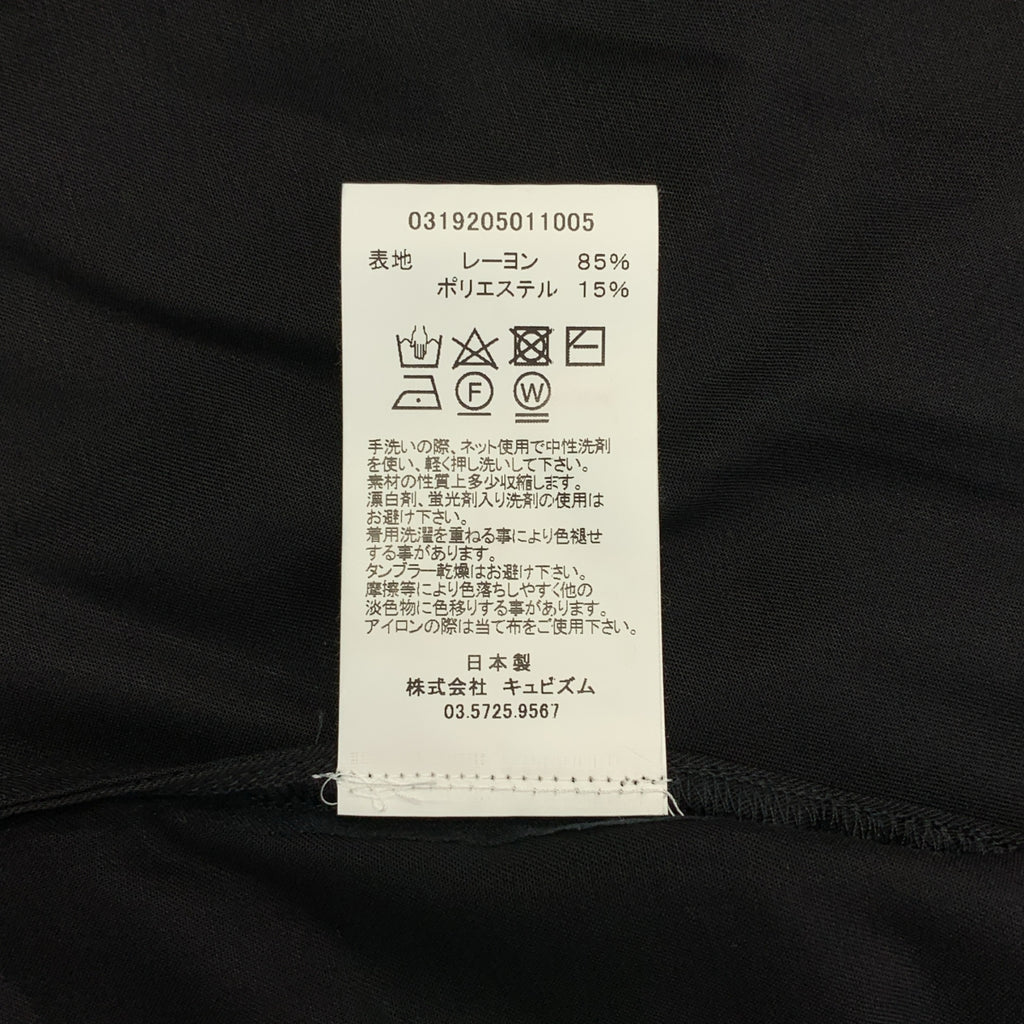 0319205011005
表地 レーヨン 85%
ポリエステル 15%
F W
手洗いの際、ネット使用で中性洗剤
を使い、軽く押し洗いして下さい。
素材の性質上多少収縮します。
漂白剤、蛍光剤入り洗剤の使用は
お避け下さい。
着用洗濯を重ねる事により色褪せ
する事があります。
タンブラー乾燥はお避け下さい。
摩擦等により色落ちしやすく他の
淡色物に色移りする事があります。
アイロンの際は当て布をご使用下さい。
日本製
株式会社 キュビズム
03.5725.9567